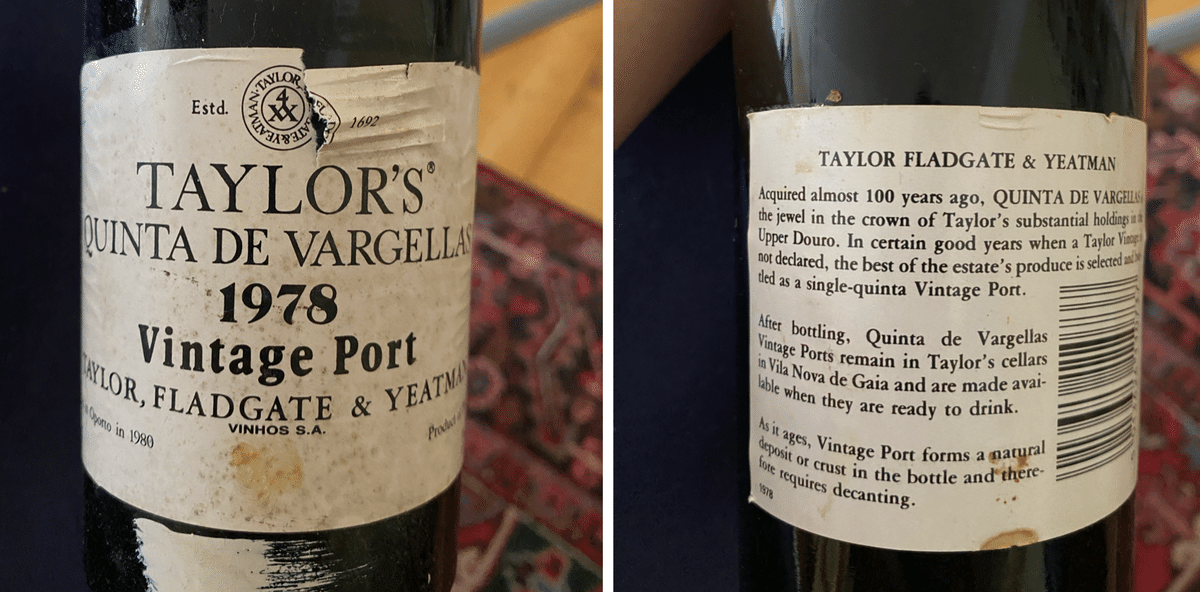 Estd.
TAYLOR
4
XX
GATE & YEATMAN
1692
TAYLOR'S®
QUINTA DE VARGELLAS
1978
Vintage Port
TAYLOR, FLADGATE & YEATMAN
VINHOS S.A.
Oporto in 1980
TAYLOR FLADGATE & YEATMAN
Acquired almost 100 years ago, QUINTA DE VARGELLAS
the jewel in the crown of Taylor's substantial holdings
Upper Douro. In certain good years when a Taylor Vintage
not declared, the best of the estate's produce is selected and
tled as a single-quinta Vintage Port.
After bottling, Quinta de Vargellas
Vintage Ports remain in Taylor's cellars
in Vila Nova de Gaia and are made avai-
lable when they are ready to drink.
As it ages, Vintage Port forms a natural
deposit or crust in the bottle and there-
fore requires decanting.
1978